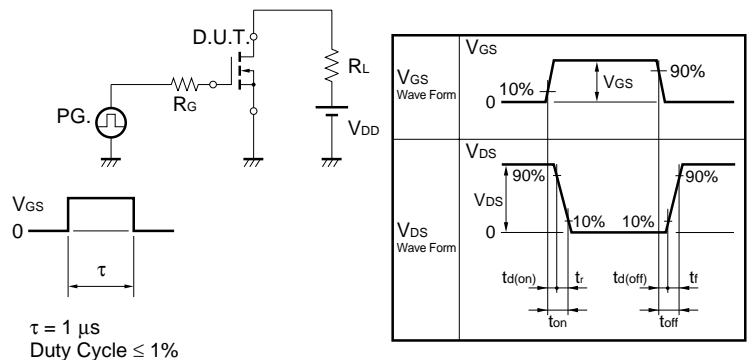 D.U.T.
RG
PG.
RL
VDD
VGS
0
τ
τ = 1 μs
Duty Cycle ≤ 1%
VGS
Wave Form
VGS
10%
VGS
90%
0
VDS
Wave Form
VDS
90%
VDS
10%
10%
90%
0
td(on)
tr
td(off)
tf
ton
toff